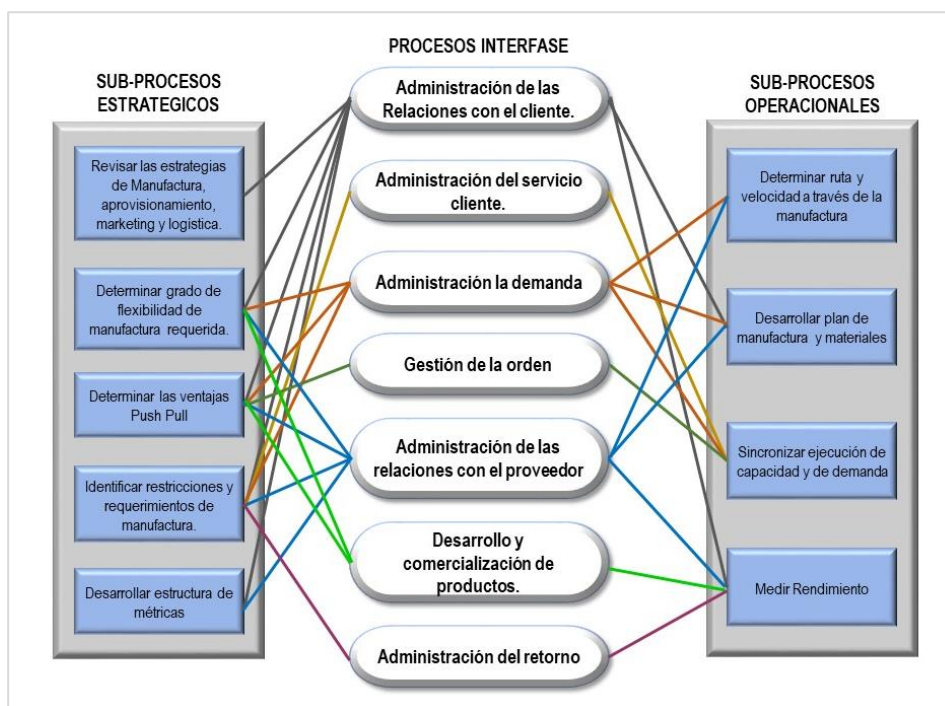 PROCESOS INTERFASE
SUB-PROCESOS
ESTRATEGICOS
Revisar las estrategias
de Manufactura,
aprovisionamiento,
marketing y logística.
Determinar grado de
flexibilidad de
manufactura requerida.
Determinar las ventajas
Push Pull
Identificar restricciones y
requerimientos de
manufactura.
Desarrollar estructura de
métricas
Administración de las
Relaciones con el cliente.
Administración del servicio
cliente.
Administración la demanda
Gestión de la orden
Administración de las
relaciones con el proveedor
Desarrollo y
comercialización de
productos.
Administración del retorno
SUB-PROCESOS
OPERACIONALES
Determinar ruta y
velocidad a través de la
manufactura
Desarrollar plan de
manufactura y materiales
Sincronizar ejecución de
capacidad y de demanda
Medir Rendimiento